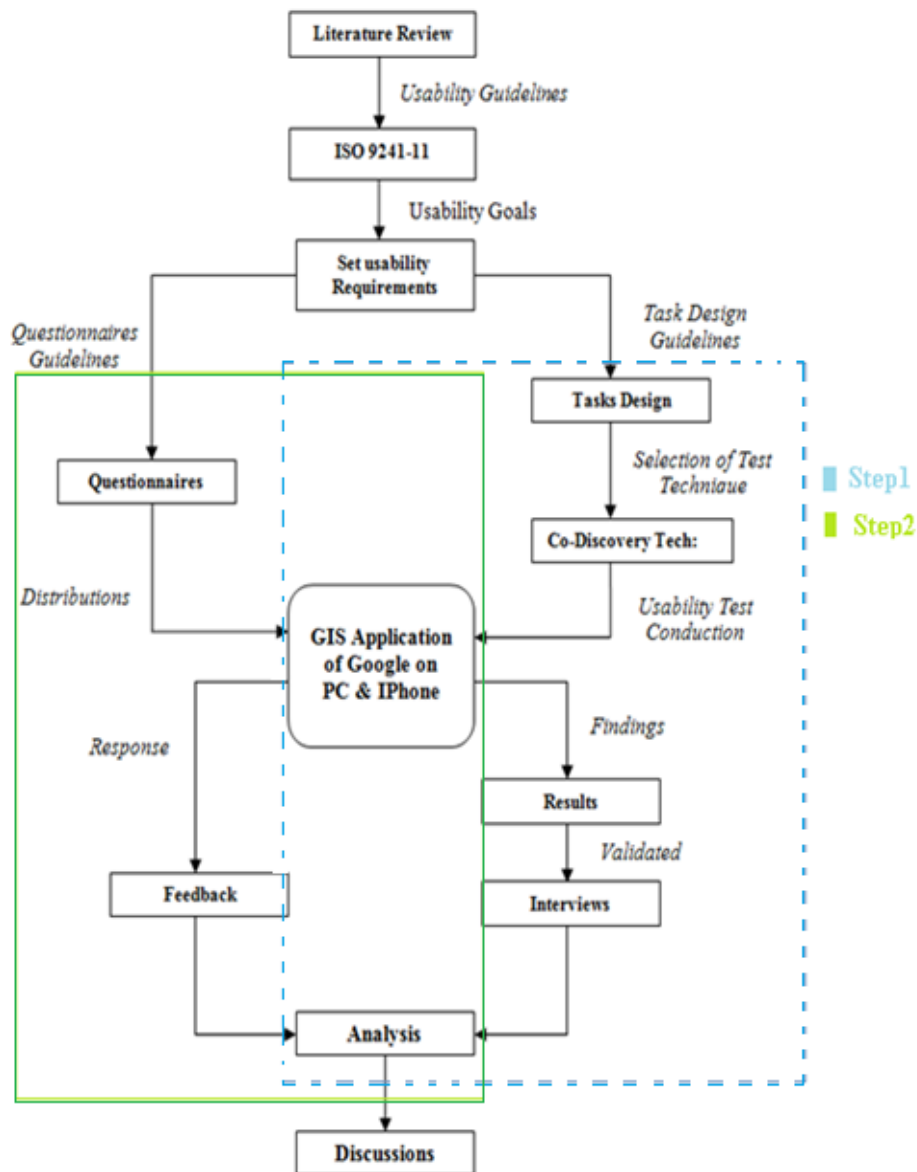 Literature Review
Usability Guidelines
ISO 9241-11
Usability Goals
Set usability
Requirements
Questionnaires
Guidelines
Task Design
Guidelines
Tasks Design
Selection of Test
Techniaue
Questionnaires
Step1
Step2
Co-Discovery Tech:
Distributions
Usability Test
Conduction
GIS Application
of Google on
PC & IPhone
Response
Findings
Results
Validated
Feedback
Interviews
Analysis
Discussions